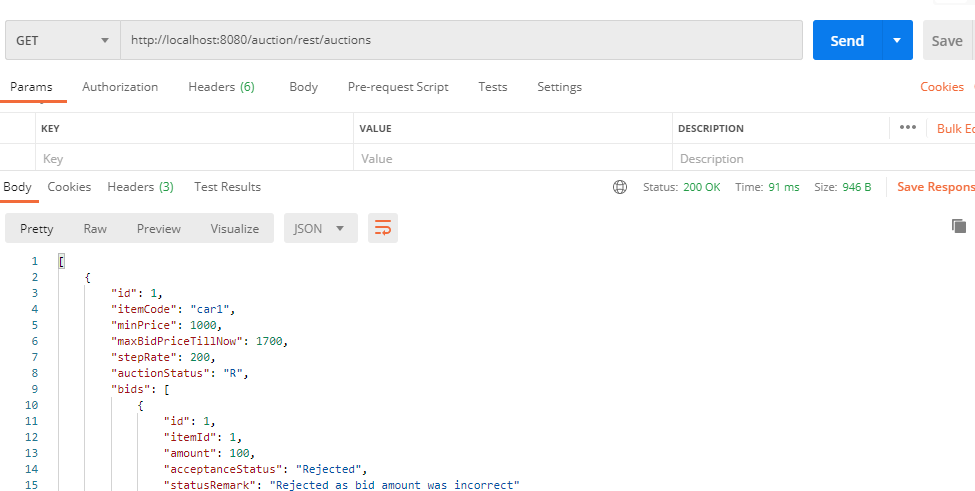 GET http://localhost:8080/auction/rest/auctions Send Save
Params Authorization Headers (6) Body Pre-request Script Tests Settings Cookies
KEY VALUE DESCRIPTION ••• Bulk Ec
Key Value Description
Body Cookies Headers (3) Test Results Status: 200 OK Time: 91 ms Size: 946 B Save Respons
Pretty Raw Preview Visualize JSON
1 [
2 {
3 "id": 1,
4 "itemCode": "car1",
5 "minPrice": 1000,
6 "maxBidPriceTillNow": 1700,
7 "stepRate": 200,
8 "auctionStatus": "R",
9 "bids": [
10 {
11 "id": 1,
12 "itemId": 1,
13 "amount": 100,
14 "acceptanceStatus": "Rejected",
15 "statusRemark": "Rejected as bid amount was incorrect"